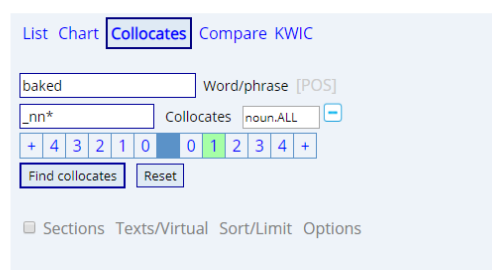 List Chart Collocates Compare KWIC
baked Word/phrase [POS]
_nn* Collocates noun.ALL
+ 4 3 2 1 0 0 1 2 3 4 +
Find collocates Reset
Sections Texts/Virtual Sort/Limit Options